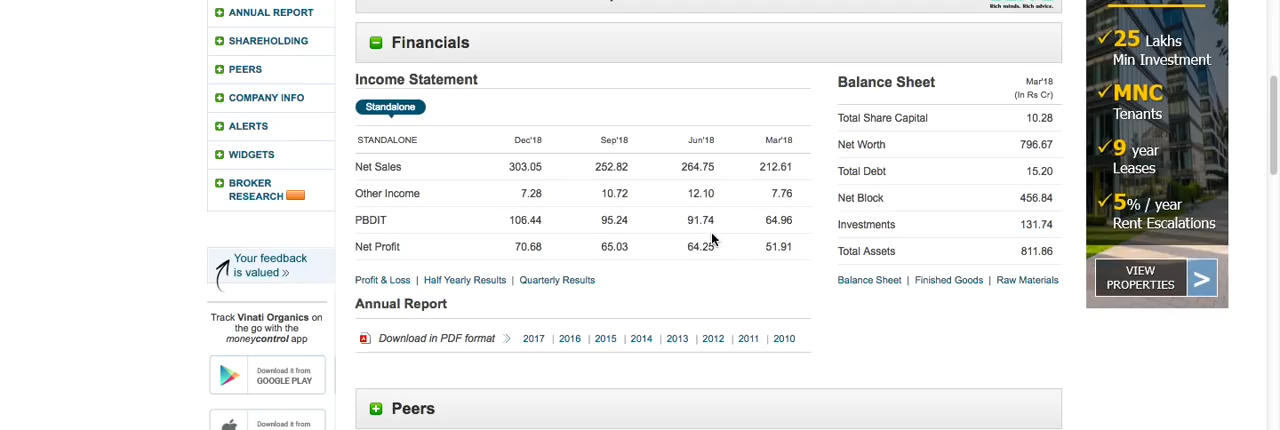 ANNUAL REPORT
SHAREHOLDING
PEERS
COMPANY INFO
ALERTS
WIDGETS
BROKER
RESEARCH
Your feedback
is valued »
Track Vinati Organics on
the go with the
moneycontrol app
Download it from
GOOGLE PLAY
Download it from
Rich minds. Rich advice.
Financials
Income Statement
Standalone
STANDALONE Dec'18 Sep'18 Jun'18 Mar'18
Net Sales 303.05 252.82 264.75 212.61
Other Income 7.28 10.72 12.10 7.76
PBDIT 106.44 95.24 91.74 64.96
Net Profit 70.68 65.03 64.25 51.91
Profit & Loss | Half Yearly Results | Quarterly Results
Annual Report
Download in PDF format 2017 | 2016 | 2015 | 2014 | 2013 | 2012 | 2011 | 2010
Peers
Balance Sheet Mar'18
(In Rs Cr)
Total Share Capital 10.28
Net Worth 796.67
Total Debt 15.20
Net Block 456.84
Investments 131.74
Total Assets 811.86
Balance Sheet | Finished Goods | Raw Materials
25 Lakhs
Min Investment
MNC
Tenants
9 year
Leases
5% / year
Rent Escalations
VIEW
PROPERTIES >